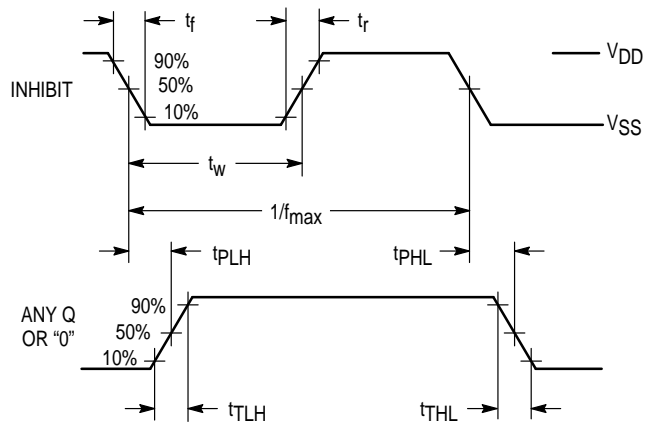 tf
tr
VDD
90%
INHIBIT
50%
10%
VSS
tw
1/fmax
tPLH
tPHL
90%
ANY Q
OR “0”
50%
10%
tTLH
tTHL